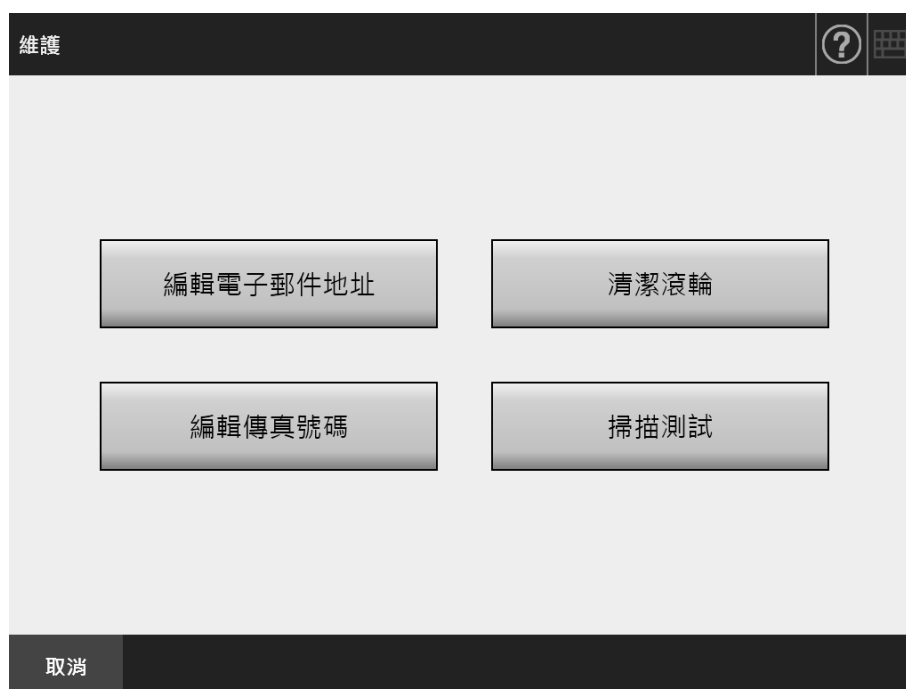 維護
編輯電子郵件地址
清潔滾輪
編輯傳真號碼
掃描測試
取消